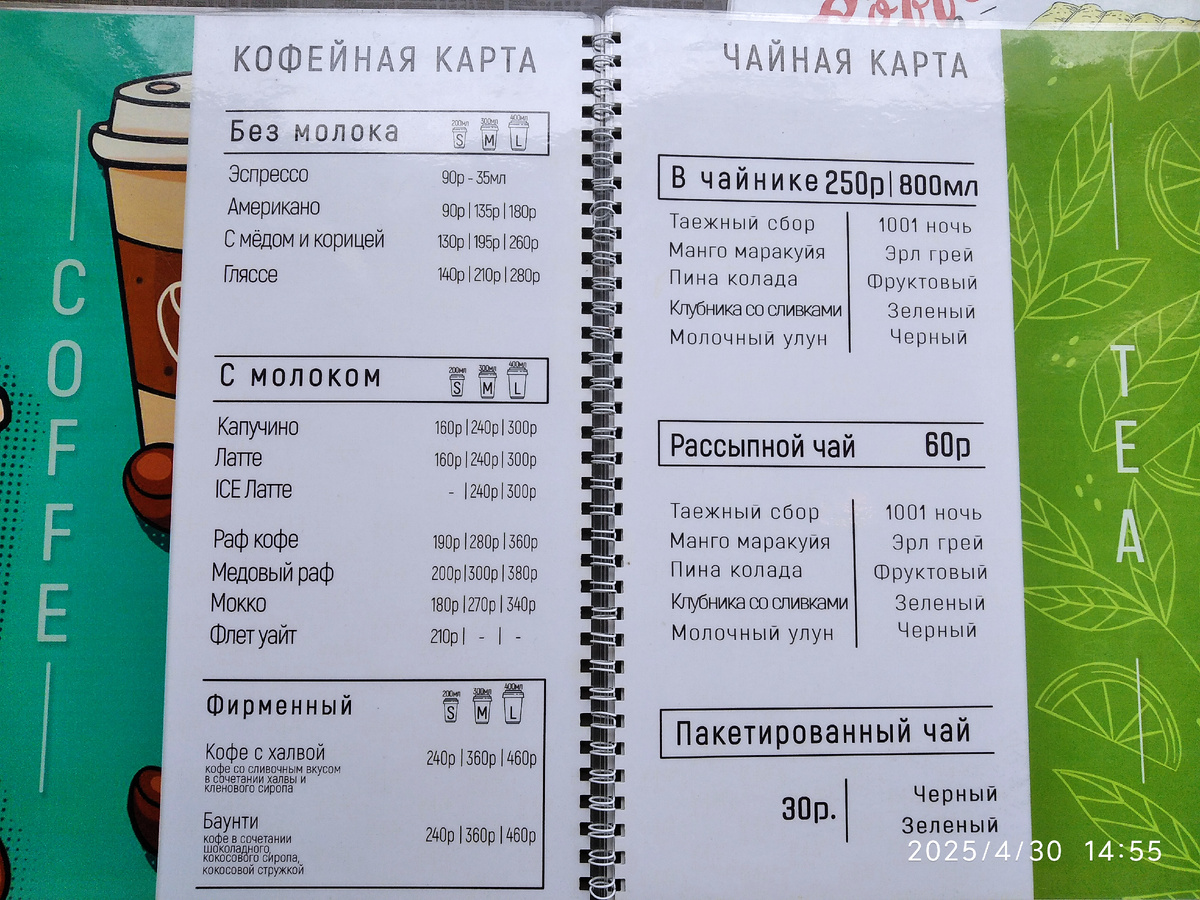 COFFEE
КОФЕЙНАЯ КАРТА
Без молока
200мл 300мл 400мл
S M L
Эспрессо 90р - 35мл
Американо 90р | 135р | 180р
С мёдом и корицей 130р | 195р | 260р
Гляссе 140р | 210р | 280р
С молоком
200мл 300мл 400мл
S M L
Капучино 160р | 240р | 300р
Латте 160р | 240р | 300р
ICE Латте - | 240р | 300р
Раф кофе 190р | 280р | 360р
Медовый раф 200р | 300р | 380р
Мокко 180р | 270р | 340р
Флет уайт 210р | - | -
Фирменный
200мл 300мл 400мл
S M L
Кофе с халвой 240р | 360р | 460р
кофе со сливочным вкусом
в сочетании халвы и
кленового сиропа
Баунти 240р | 360р | 460р
кофе в сочетании
шоколадного,
кокосового сиропа,
кокосовой стружкой
ЧАЙНАЯ КАРТА
В чайнике 250р | 800мл
Таежный сбор 1001 ночь
Манго маракуйя Эрл грей
Пина колада Фруктовый
Клубника со сливками Зеленый
Молочный улун Черный
Рассыпной чай 60р
Таежный сбор 1001 ночь
Манго маракуйя Эрл грей
Пина колада Фруктовый
Клубника со сливками Зеленый
Молочный улун Черный
Пакетированный чай
30р.
Черный
Зеленый
TEA
2025/4/30 14:55